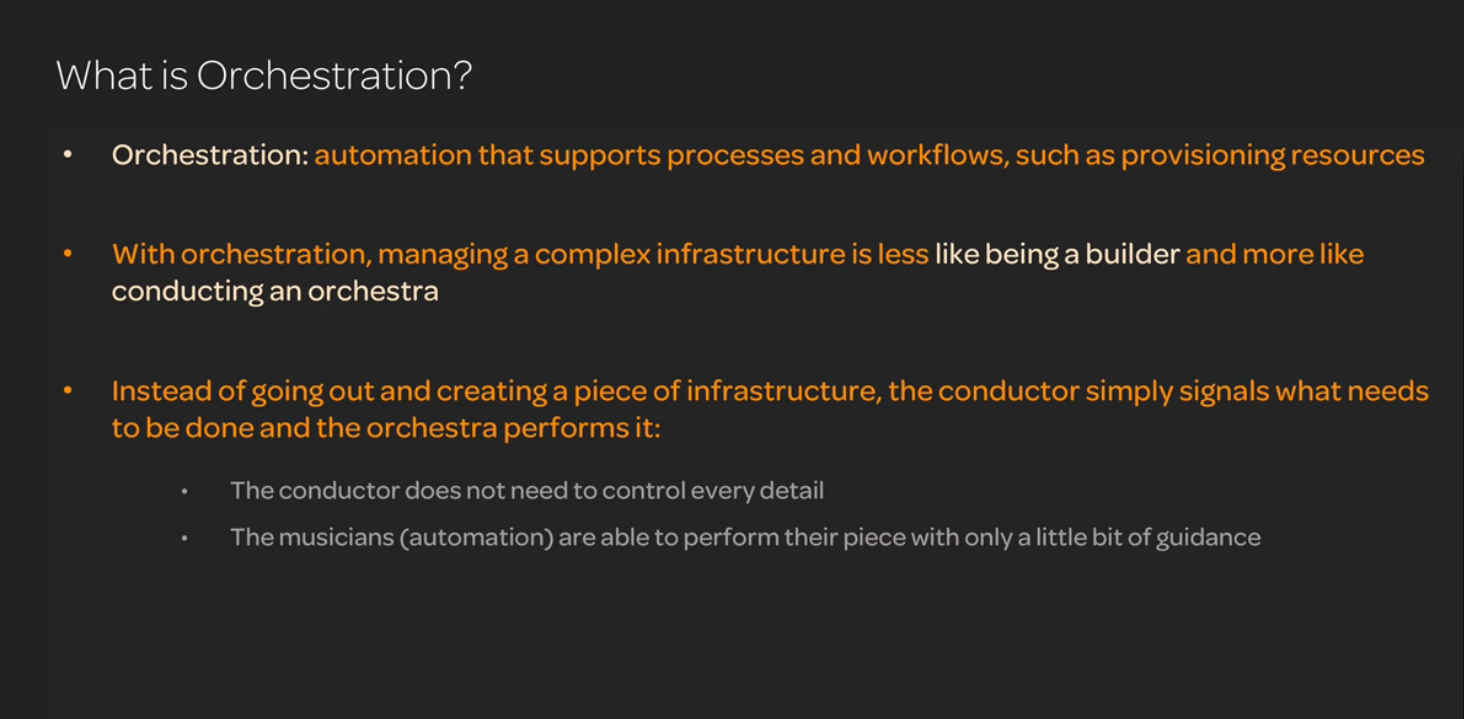 What is Orchestration?
• Orchestration: automation that supports processes and workflows, such as provisioning resources
• With orchestration, managing a complex infrastructure is less like being a builder and more like
conducting an orchestra
• Instead of going out and creating a piece of infrastructure, the conductor simply signals what needs
to be done and the orchestra performs it:
• The conductor does not need to control every detail
• The musicians (automation) are able to perform their piece with only a little bit of guidance